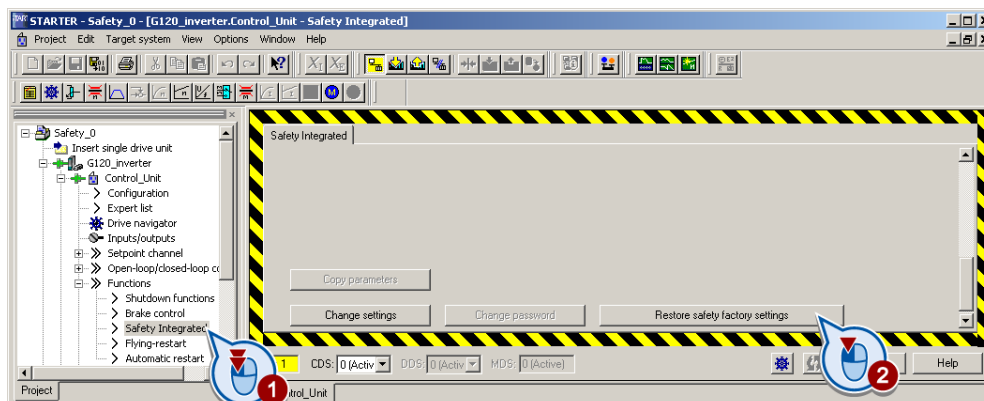 STARTER - Safety_0 - [G120_inverter.Control_Unit - Safety Integrated]
Project Edit Target system View Options Window Help
Safety_0
Insert single drive unit
G120_inverter
Control_Unit
Configuration
Expert list
Drive navigator
Inputs/outputs
Setpoint channel
Open-loop/closed-loop
Functions
Shutdown functions
Brake control
Safety Integrated
Flying-restart
Automatic restart
Project
Safety Integrated
Copy parameters
Change settings
Change password
Restore safety factory settings
1 CDS: 0 (Activ DDS: 0 (Activ MDS: 0 (Active)
Help
trol_Unit
1
2